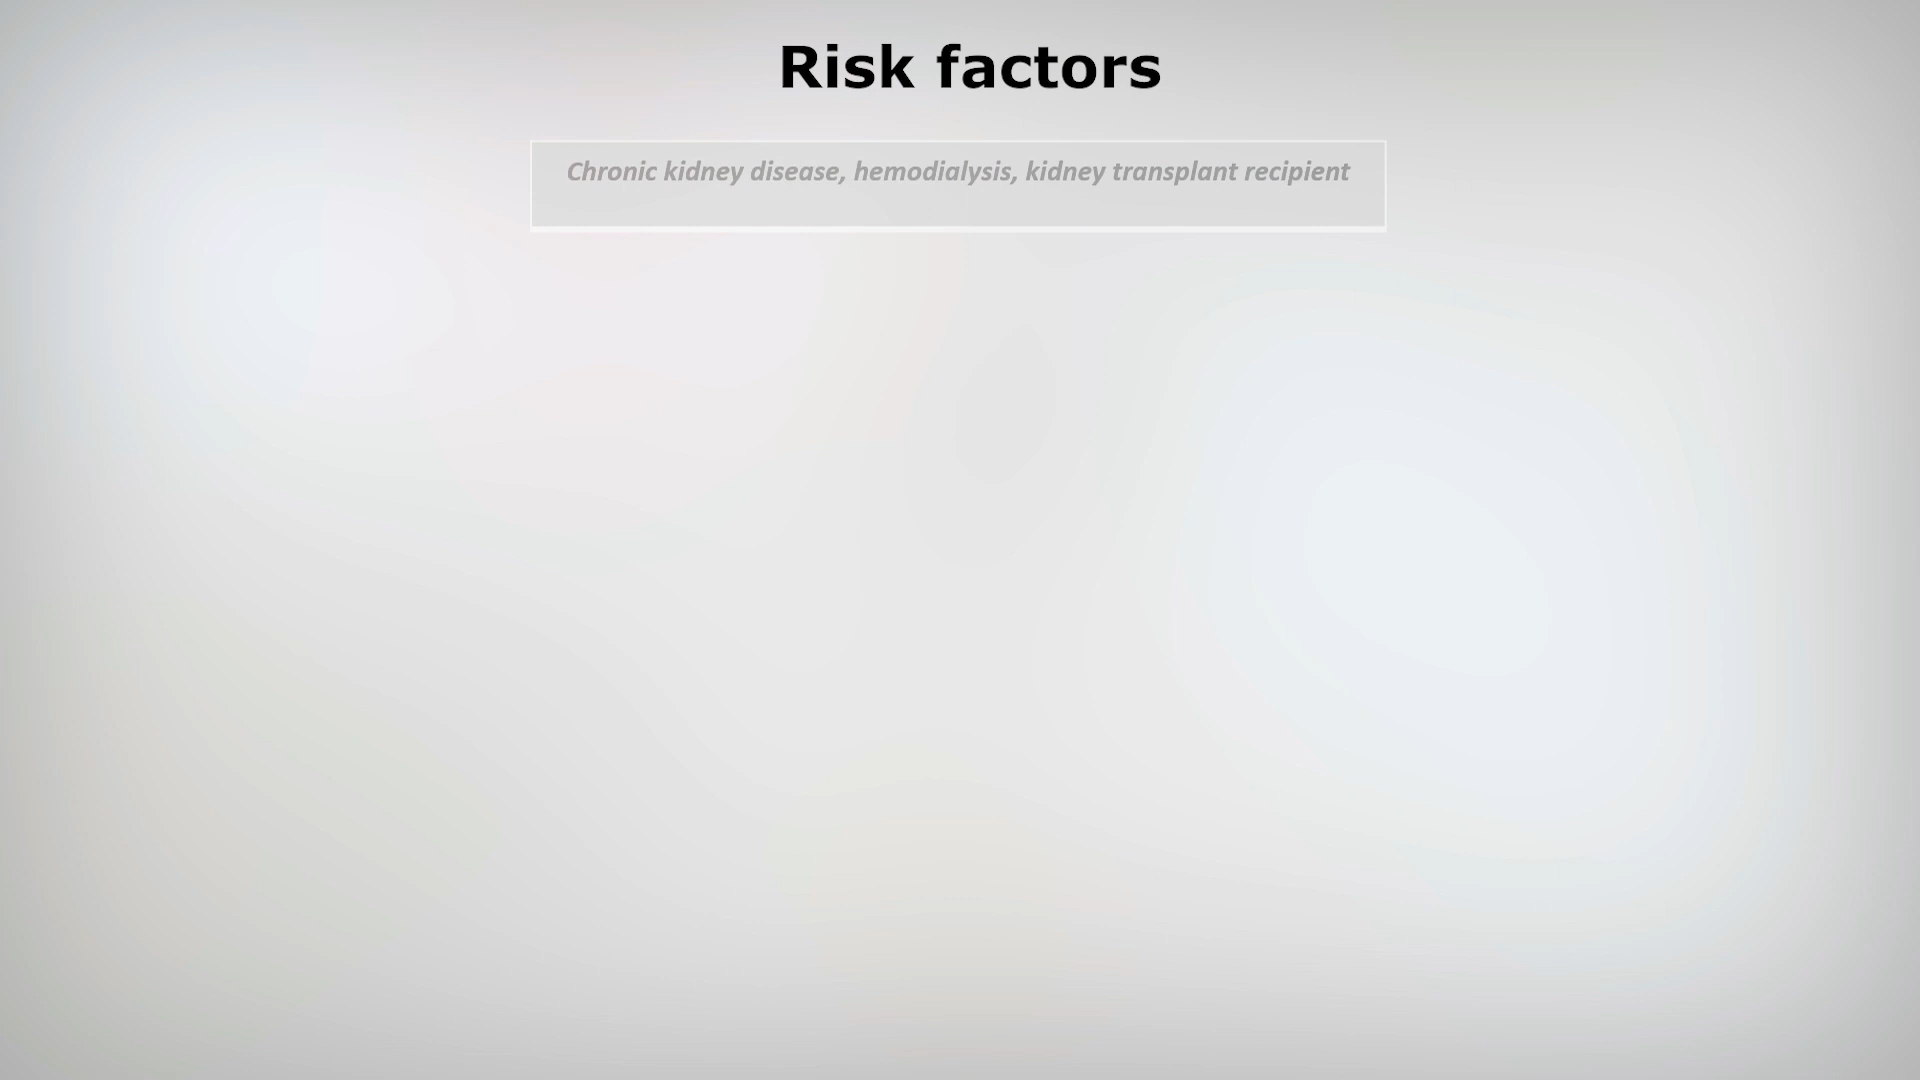 Risk factors
Chronic kidney disease, hemodialysis, kidney transplant recipient